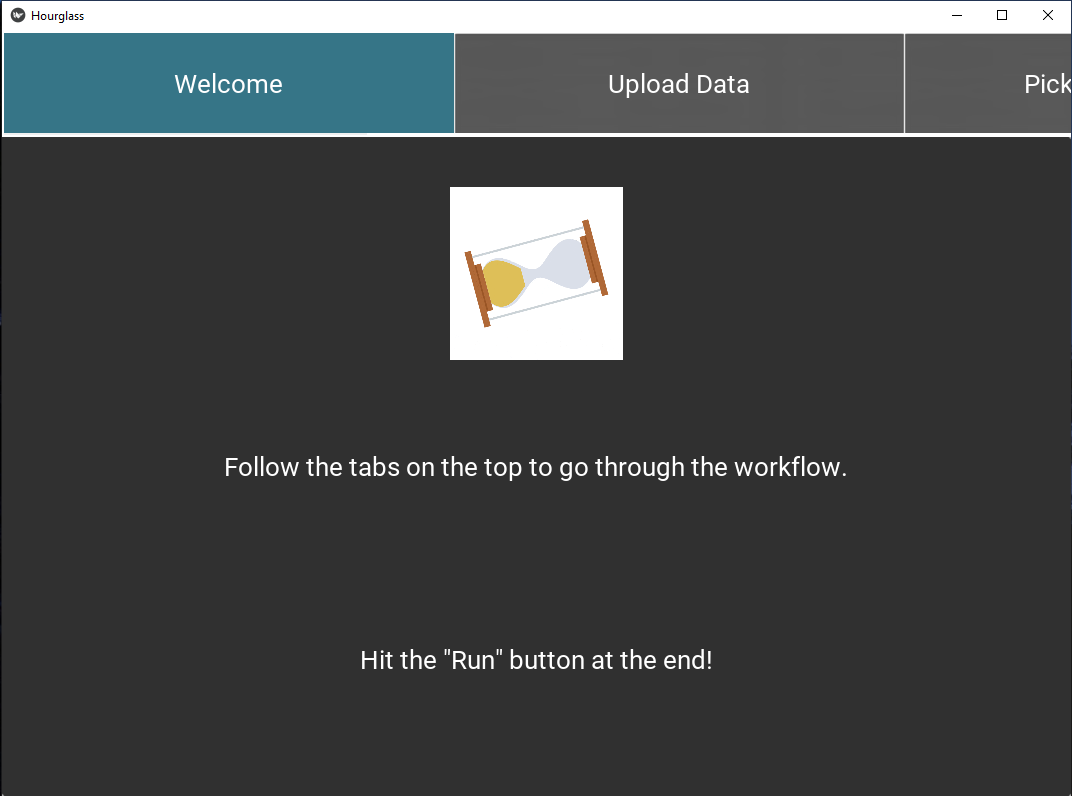 Hourglass
Welcome
Upload Data
Pick
Follow the tabs on the top to go through the workflow.
Hit the "Run" button at the end!